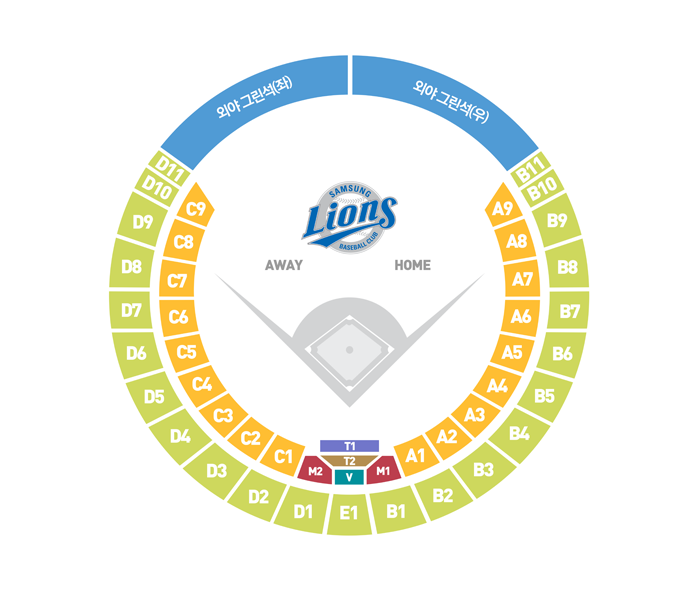 외야 그린석(좌)
외야 그린석(우)
D11
B11
D10
B10
SAMSUNG
Lions
BASEBALL CLUB
C9
A9
D9
B9
C8
A8
D8
B8
AWAY
HOME
C7
A7
D7
B7
C6
A6
D6
B6
C5
A5
D5
B5
C4
A4
D4
B4
C3
A3
D3
B3
C2
A2
T1
C1
T2
A1
M2
V
M1
D2
B2
D1
E1
B1